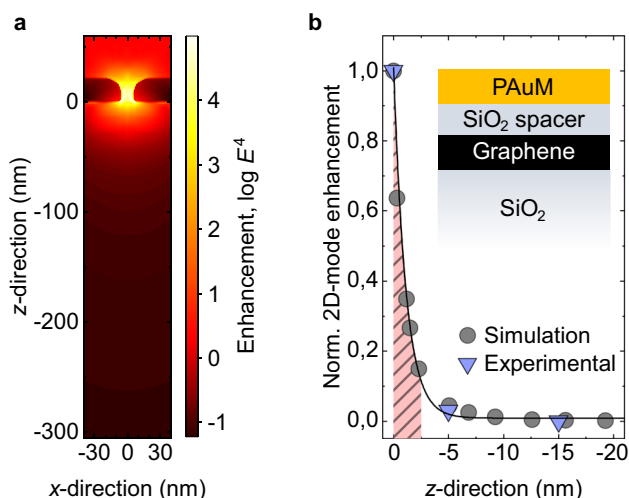 a
0
-100
-200
-300
z-direction (nm)
-30 0 30
x-direction (nm)
4
3
2
1
0
-1
Enhancement, log E⁴
b
1.0
0.8
0.6
0.4
0.2
0.0
Norm. 2D-mode enhancement
PAuM
SiO₂ spacer
Graphene
SiO₂
Simulation
Experimental
0 -5 -10 -15 -20
z-direction (nm)